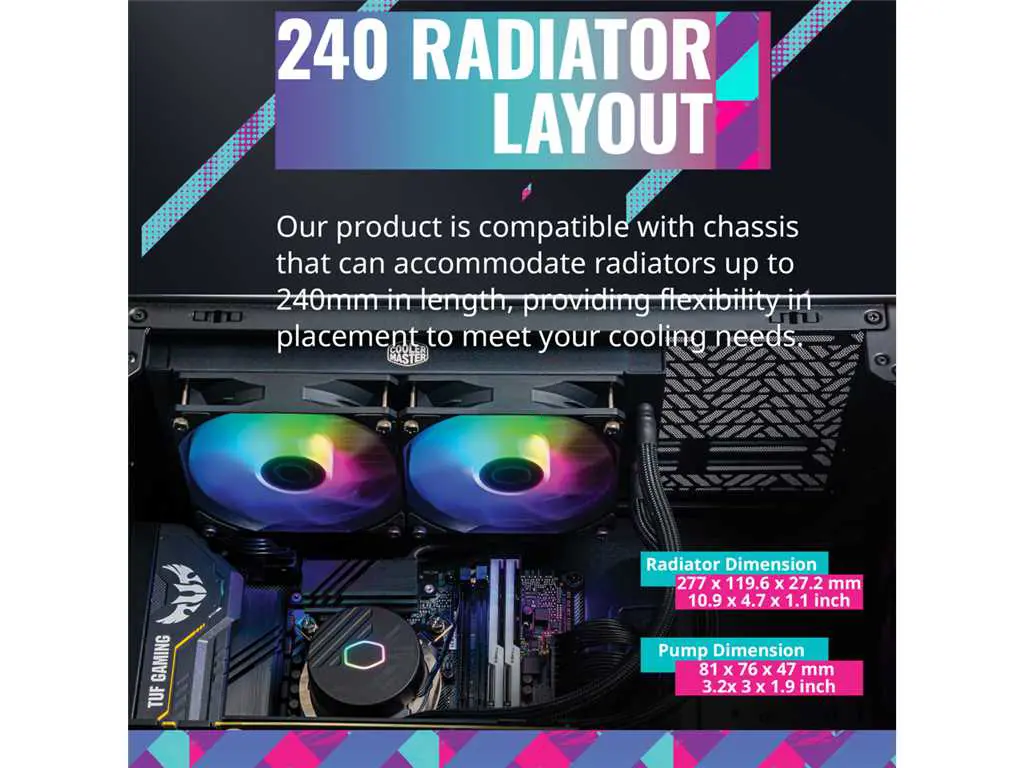 240 RADIATOR
LAYOUT
Our product is compatible with chassis
that can accommodate radiators up to
240mm in length, providing flexibility in
placement to meet your cooling needs.
COOLER
MASTER
Radiator Dimension
277 x 119.6 x 27.2 mm
10.9 x 4.7 x 1.1 inch
Pump Dimension
81 x 76 x 47 mm
3.2x 3 x 1.9 inch
TUF GAMING